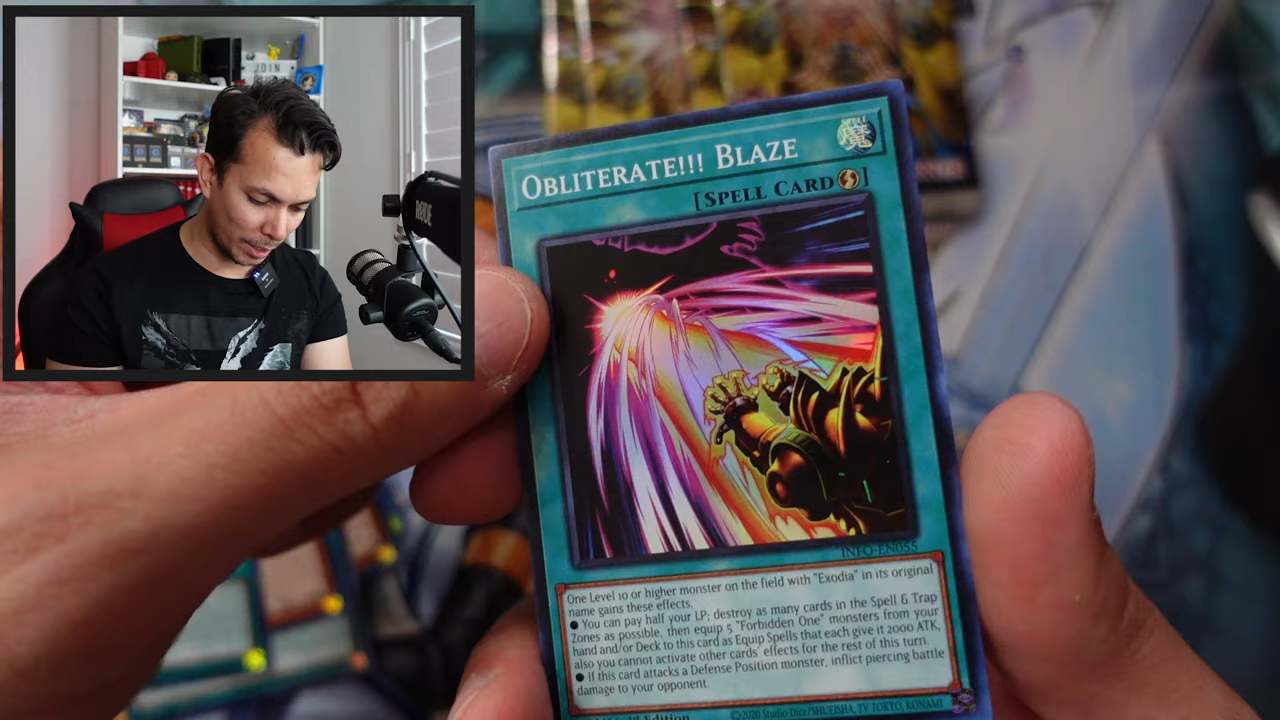 JOIN
RODE
OBLITERATE!!! BLAZE
SPELL
魔
[SPELL CARD]
INFO-EN055
One Level 10 or higher monster on the field with "Exodia" in its original
name gains these effects.
● You can pay half your LP; destroy as many cards in the Spell & Trap
Zones as possible, then equip 5 "Forbidden One" monsters from your
hand and/or Deck to this card as Equip Spells that each give it 2000 ATK,
also you cannot activate other cards' effects for the rest of this turn.
● If this card attacks a Defense Position monster, inflict piercing battle
damage to your opponent.
Edition
©2020 Studio Dice/SHUEISHA, TV TOKYO, KONAMI